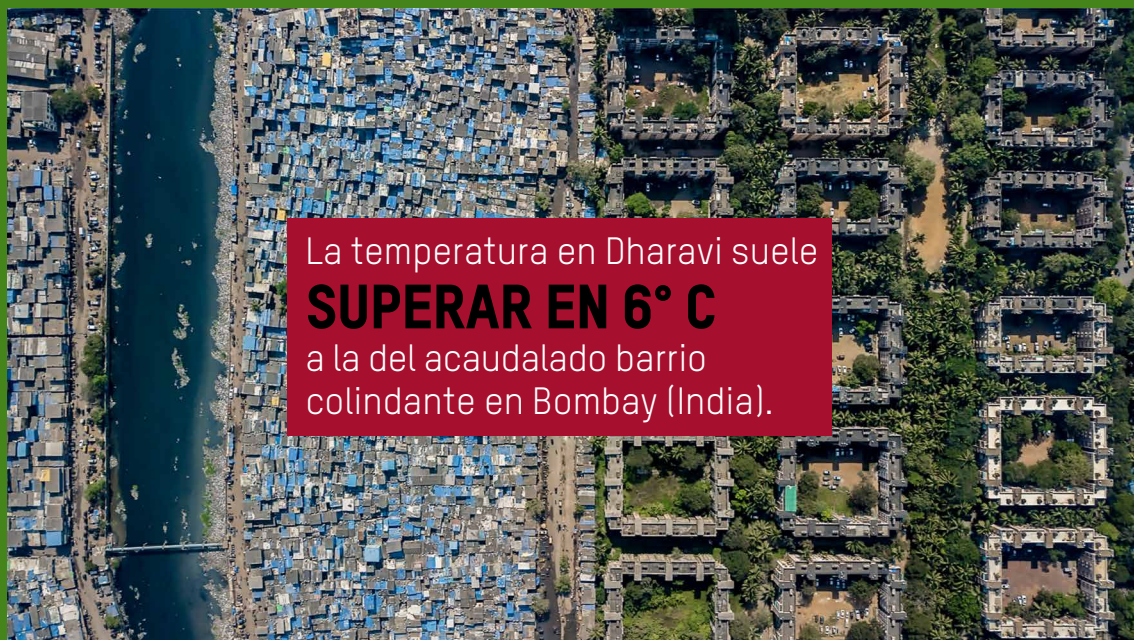 La temperatura en Dharavi suele
SUPERAR EN 6° C
a la del acaudalado barrio
colindante en Bombay (India).